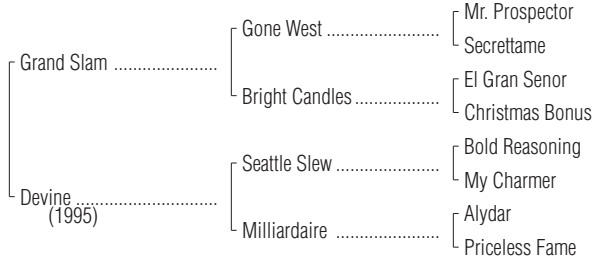 Mr. Prospector
Gone West ......................
Secrettame
Grand Slam .....................
El Gran Senor
Bright Candles .................
Christmas Bonus
Bold Reasoning
Seattle Slew .....................
My Charmer
Devine .............................
(1995)
Alydar
Milliardaire .....................
Priceless Fame